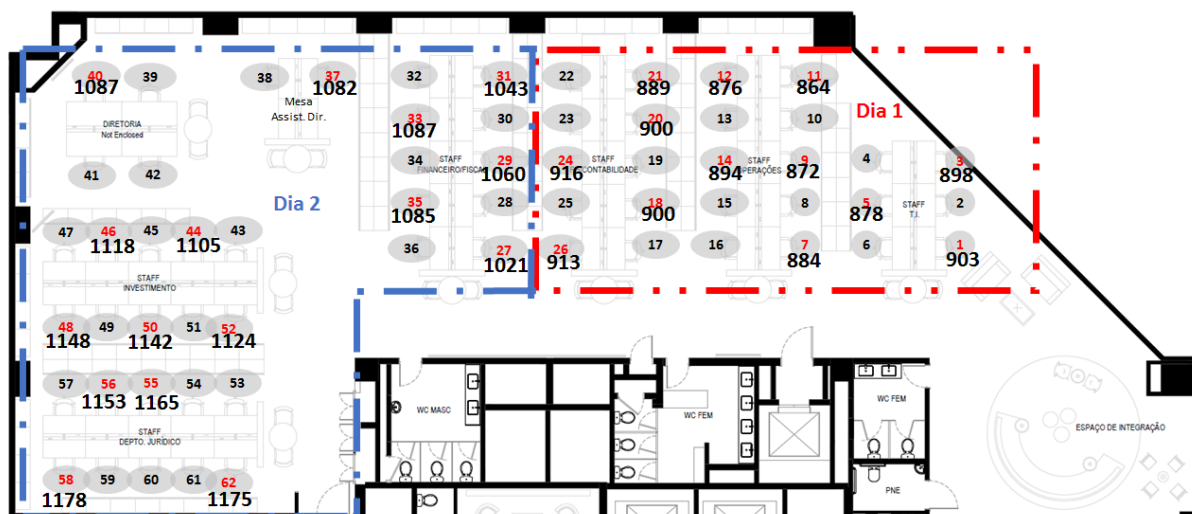 40 39 38 37 32 31 22 21 12 11
1087 1082 1043 889 876 864
Mesa
Assist. Dir.
DIRETORIA
Not Enclosed
33 30 23 20 13 10 Dia 1
1087 900
34 29 24 19 14 9 4 3
STAFF
FINANCEIRO/FISCAL
STAFF
CONTABILIDADE
STAFF
OPERAÇÕES
1060 916 894 872 898
41 42
Dia 2
35 28 25 18 15 8 5 2
1085 900 878
STAFF
T.I.
47 46 45 44 43
1118 1105
36 27 26 17 16 7 6 1
1021 913 884 903
STAFF
INVESTIMENTO
48 49 50 51 52
1148 1142 1124
57 56 55 54 53
1153 1165
STAFF
DEPTO. JURÍDICO
58 59 60 61 62
1178 1175
WC MASC
WC FEM
WC FEM
PNE
ESPAÇO DE INTEGRAÇÃO